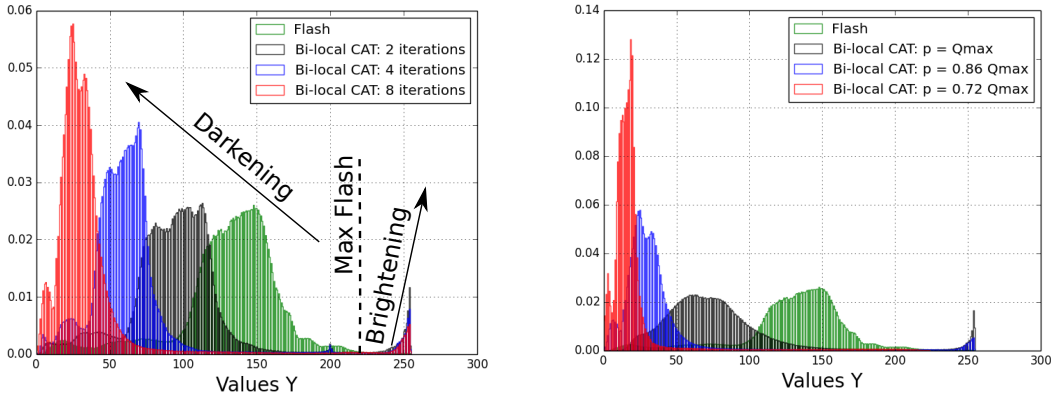 0.06
0.05
0.04
0.03
0.02
0.01
0.00
0 50 100 150 200 250 300
Values Y
Flash
Bi-local CAT: 2 iterations
Bi-local CAT: 4 iterations
Bi-local CAT: 8 iterations
Darkening
Max Flash
Brightening
0.14
0.12
0.10
0.08
0.06
0.04
0.02
0.00
0 50 100 150 200 250 300
Values Y
Flash
Bi-local CAT: p = Qmax
Bi-local CAT: p = 0.86 Qmax
Bi-local CAT: p = 0.72 Qmax